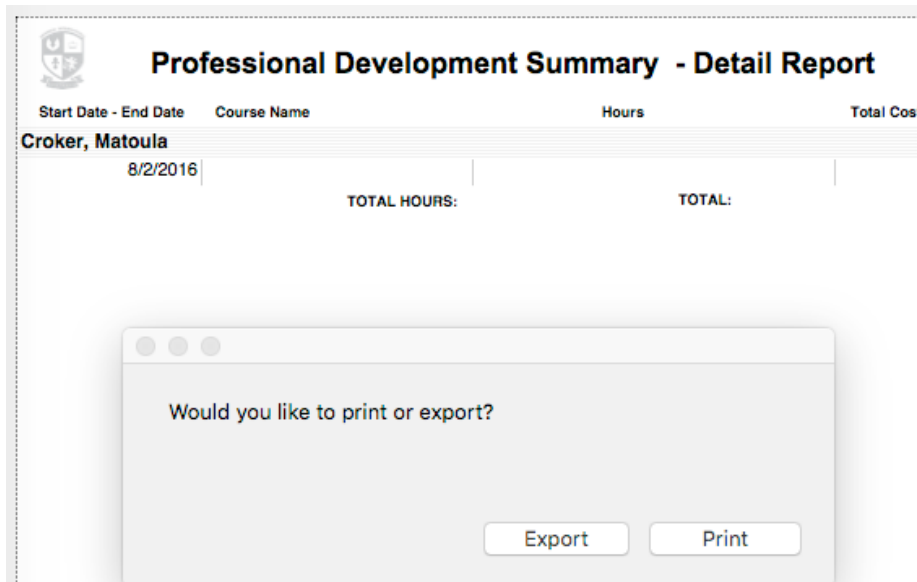 Professional Development Summary - Detail Report
Start Date - End Date Course Name Hours Total Cos
Croker, Matoula
8/2/2016
TOTAL HOURS: TOTAL:
Would you like to print or export?
Export Print